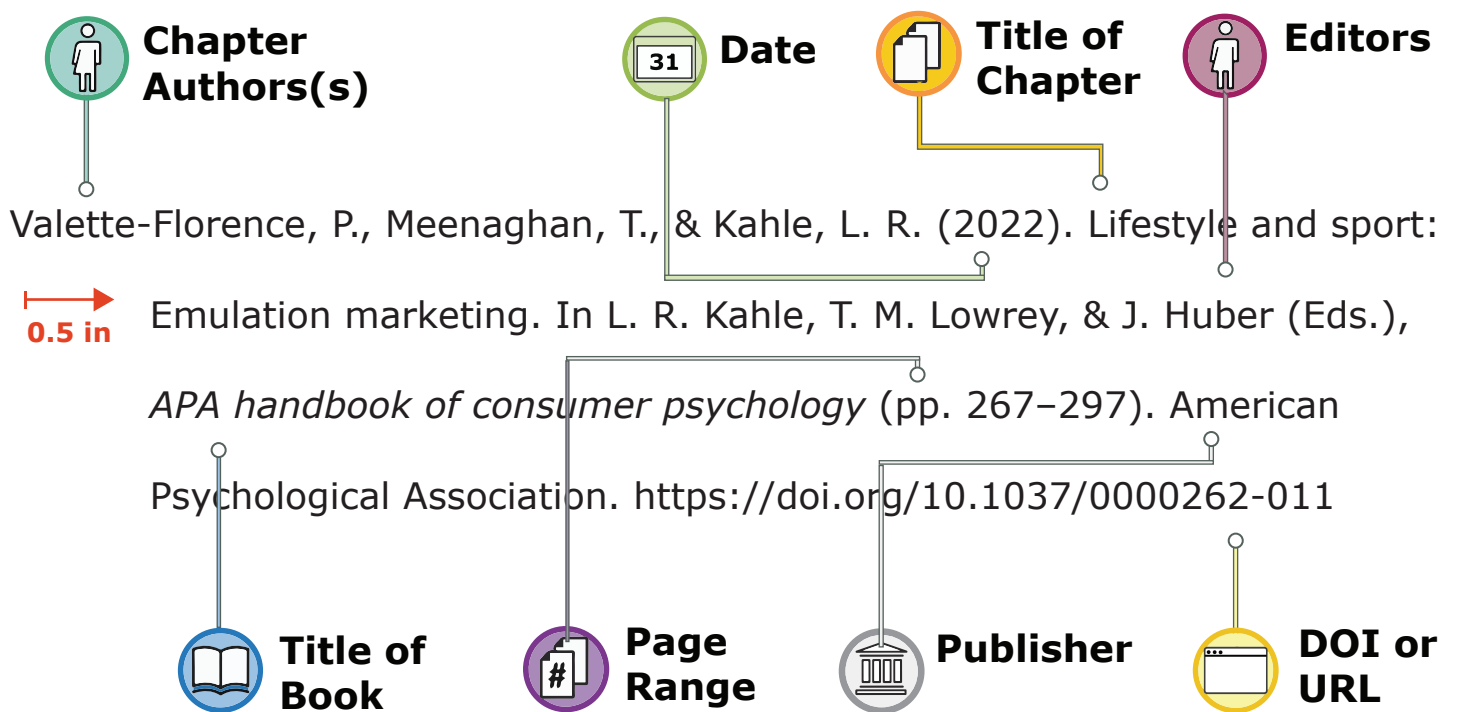 Chapter
Authors(s)
31
Date
Title of
Chapter
Editors
Valette-Florence, P., Meenaghan, T., & Kahle, L. R. (2022). Lifestyle and sport:
0.5 in
Emulation marketing. In L. R. Kahle, T. M. Lowrey, & J. Huber (Eds.),
APA handbook of consumer psychology (pp. 267–297). American
Psychological Association. https://doi.org/10.1037/0000262-011
Title of
Book
#
Page
Range
Publisher
DOI or
URL